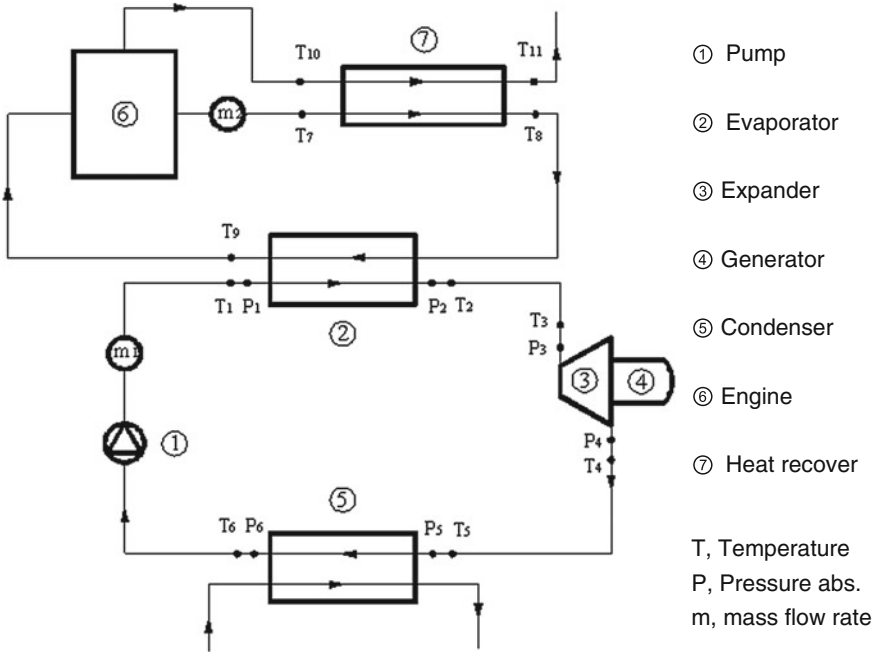 T10
⑦
T11
① Pump
⑥
m2
T7
T8
② Evaporator
③ Expander
T9
T1 P1
P2 T2
④ Generator
②
T3
P3
⑤ Condenser
m1
③
④
⑥ Engine
①
P4
T4
⑦ Heat recover
⑤
T6 P6
P5 T5
T, Temperature
P, Pressure abs.
m, mass flow rate